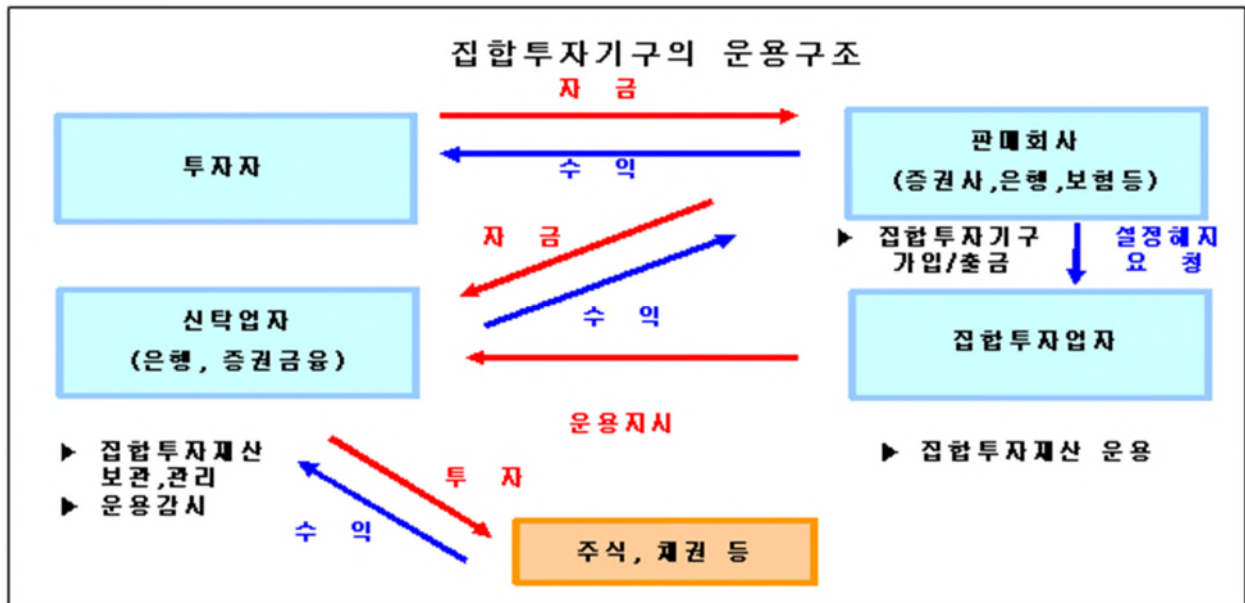 집합투자기구의 운용구조
자 금
투자자
판매회사
(증권사,은행,보험등)
수 익
자 금
▶ 집합투자기구
가입/출금
설정해지
요 청
수 익
신탁업자
(은행, 증권금융)
집합투자업자
운용지시
▶ 집합투자재산
보관,관리
▶ 운용감시
▶ 집합투자재산 운용
투 자
수 익
주식, 채권 등